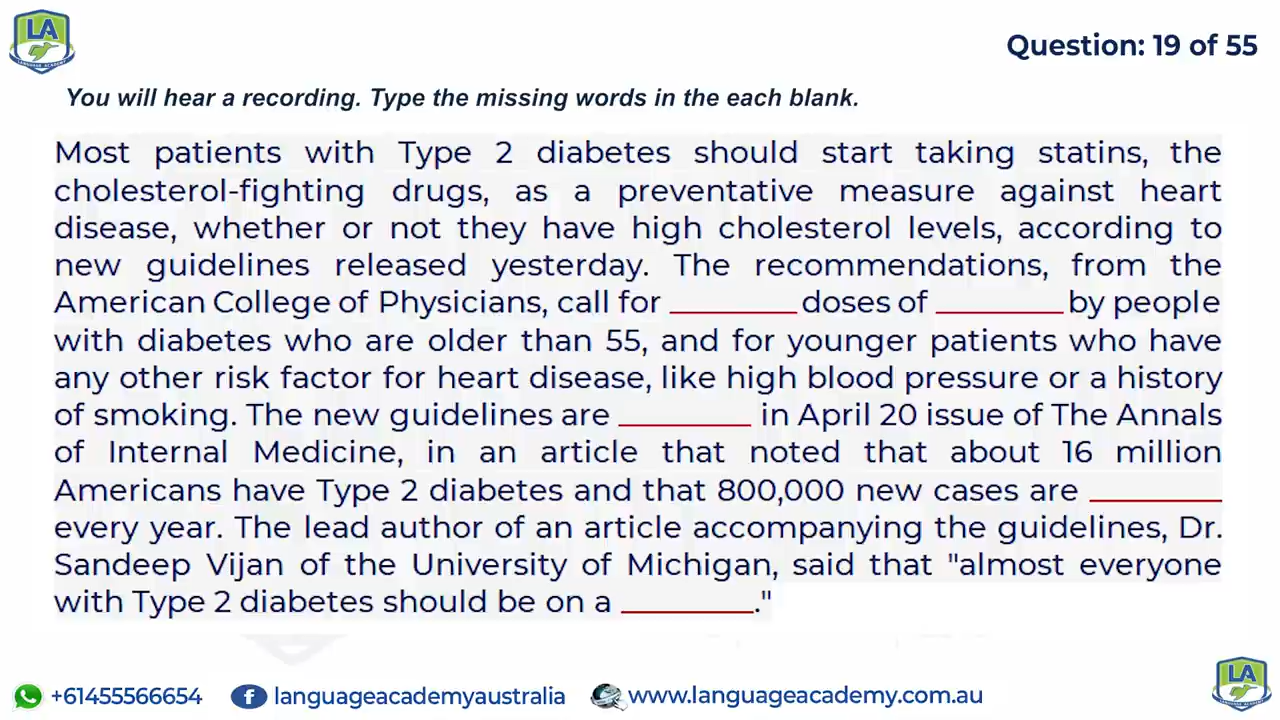 LA
LANGUAGE ACADEMY
Question: 19 of 55
You will hear a recording. Type the missing words in the each blank.
Most patients with Type 2 diabetes should start taking statins, the
cholesterol-fighting drugs, as a preventative measure against heart
disease, whether or not they have high cholesterol levels, according to
new guidelines released yesterday. The recommendations, from the
American College of Physicians, call for ________ doses of ________ by people
with diabetes who are older than 55, and for younger patients who have
any other risk factor for heart disease, like high blood pressure or a history
of smoking. The new guidelines are ________ in April 20 issue of The Annals
of Internal Medicine, in an article that noted that about 16 million
Americans have Type 2 diabetes and that 800,000 new cases are ________
every year. The lead author of an article accompanying the guidelines, Dr.
Sandeep Vijan of the University of Michigan, said that "almost everyone
with Type 2 diabetes should be on a ________."
+61455566654 languageacademyaustralia www.languageacademy.com.au
LA